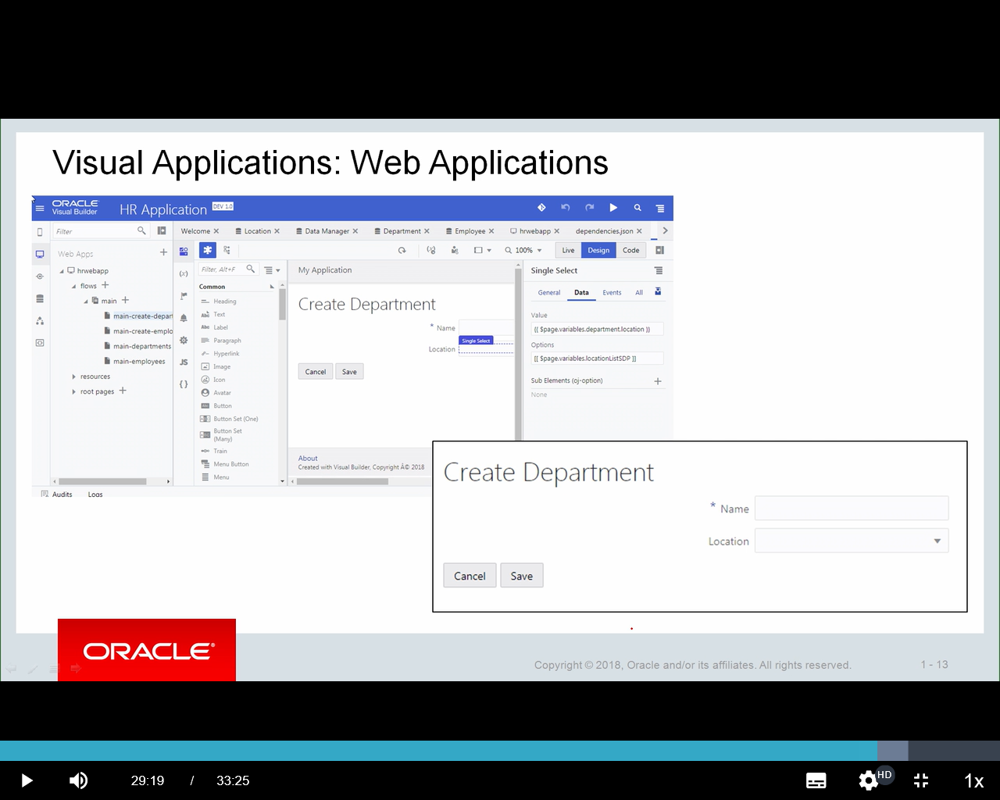 Visual Applications: Web Applications
ORACLE
Visual Builder
HR Application
DEV 1.0
Filter
Welcome
Location
Data Manager
Department
Employee
hrwebapp
dependencies.json
Web Apps
hrwebapp
flows
main
main-create-depart
main-create-emplo
main-departments
main-employees
resources
root pages
(x)
JS
{ }
100%
Live
Design
Code
Filter, Alt+F
Common
Heading
Text
Label
Paragraph
Hyperlink
Image
Icon
Avatar
Button
Button Set (One)
Button Set
(Many)
Train
Menu Button
Menu
My Application
Create Department
* Name
Single Select
Location
Cancel
Save
About
Created with Visual Builder, Copyright Â© 2018
Single Select
General
Data
Events
All
Value
{{ $page.variables.department.location }}
Options
[[ $page.variables.locationListSDP ]]
Sub Elements (oj-option)
None
Audits
Logs
Create Department
* Name
Location
Cancel
Save
ORACLE®
Copyright © 2018, Oracle and/or its affiliates. All rights reserved.
1 - 13
29:19 / 33:25
HD
1x